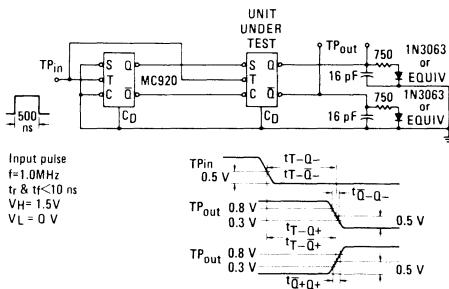 UNIT
UNDER
TEST
TPin
TPout
750
1N3063
or
EQUIV
16 pF
S Q
T MC920
C Q̅
CD
S Q
T
C Q̅
CD
750
1N3063
or
EQUIV
16 pF
500
ns
Input pulse
f=1.0MHz
tr & tf<10 ns
VH= 1.5V
VL = 0 V
TPin
0.5 V
tT-Q-
tT-Q̅-
tQ̅-Q-
TPout 0.8 V
0.3 V
0.5 V
tT-Q+
tT-Q̅+
TPout 0.8 V
0.3 V
0.5 V
tQ̅+Q+